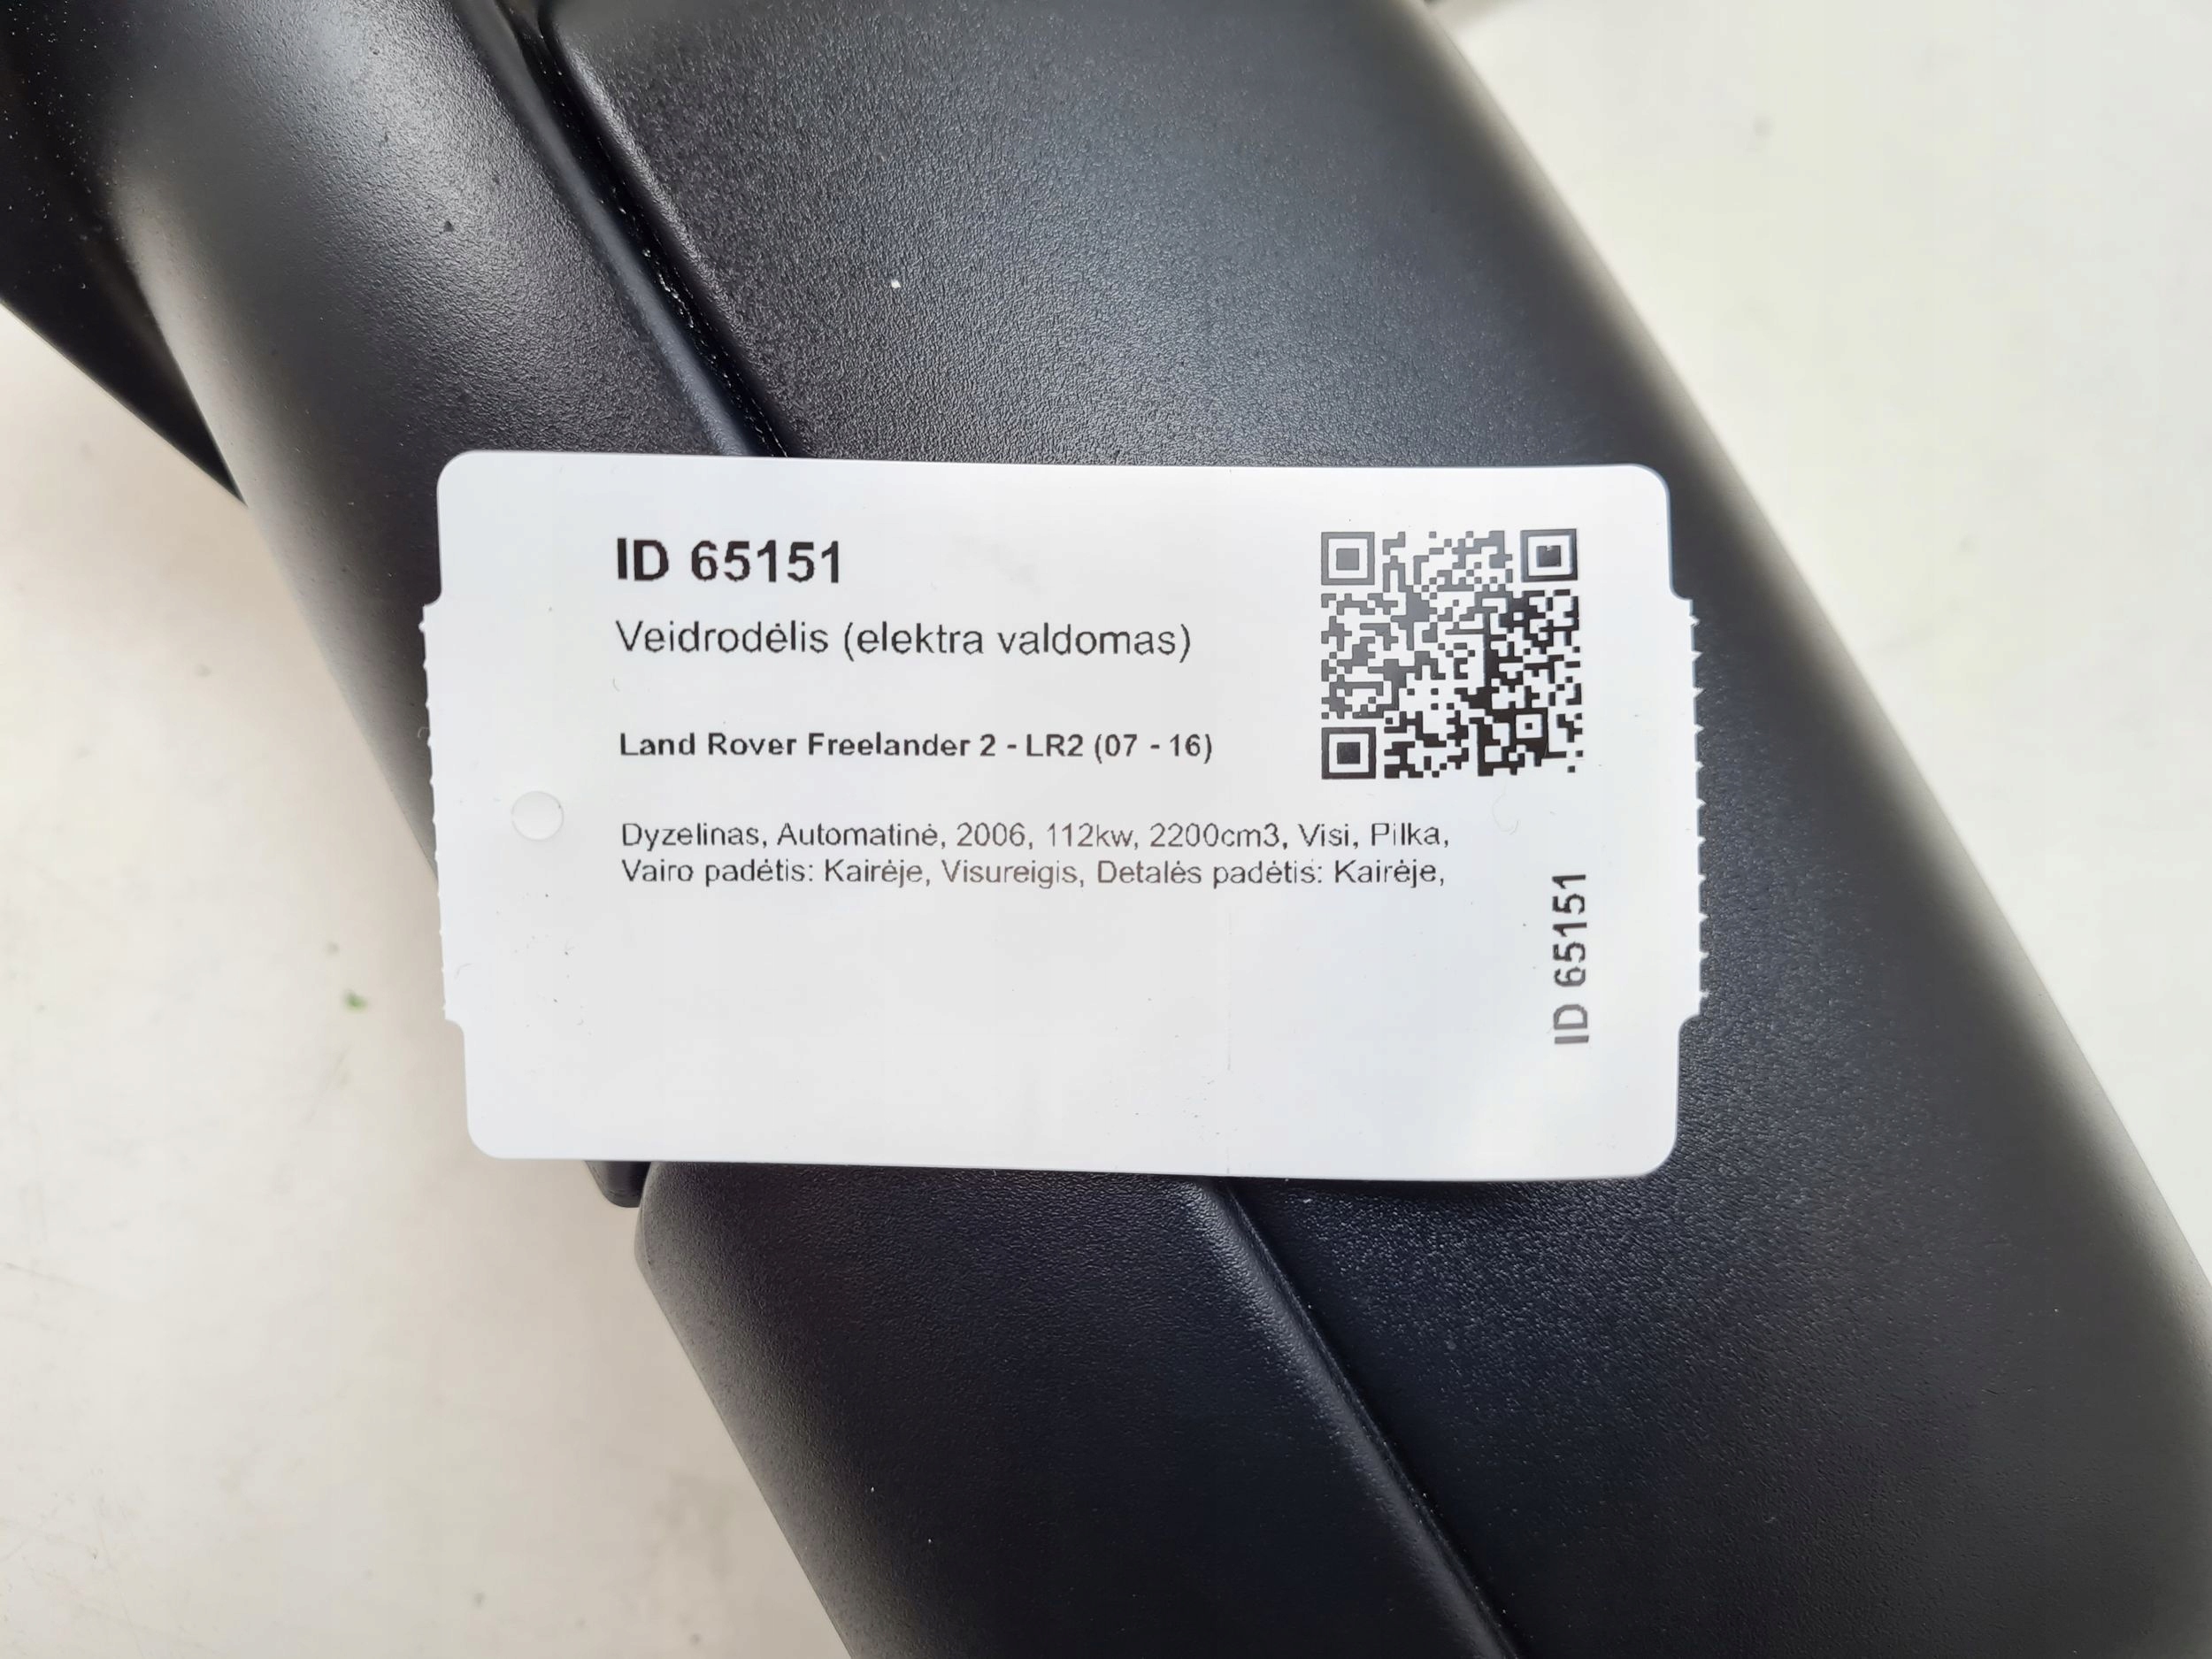 ID 65151
Veidrodėlis (elektra valdomas)
Land Rover Freelander 2 - LR2 (07 - 16)
Dyzelinas, Automatinė, 2006, 112kw, 2200cm3, Visi, Pilka,
Vairo padėtis: Kairėje, Visureigis, Detalės padėtis: Kairėje,
ID 65151